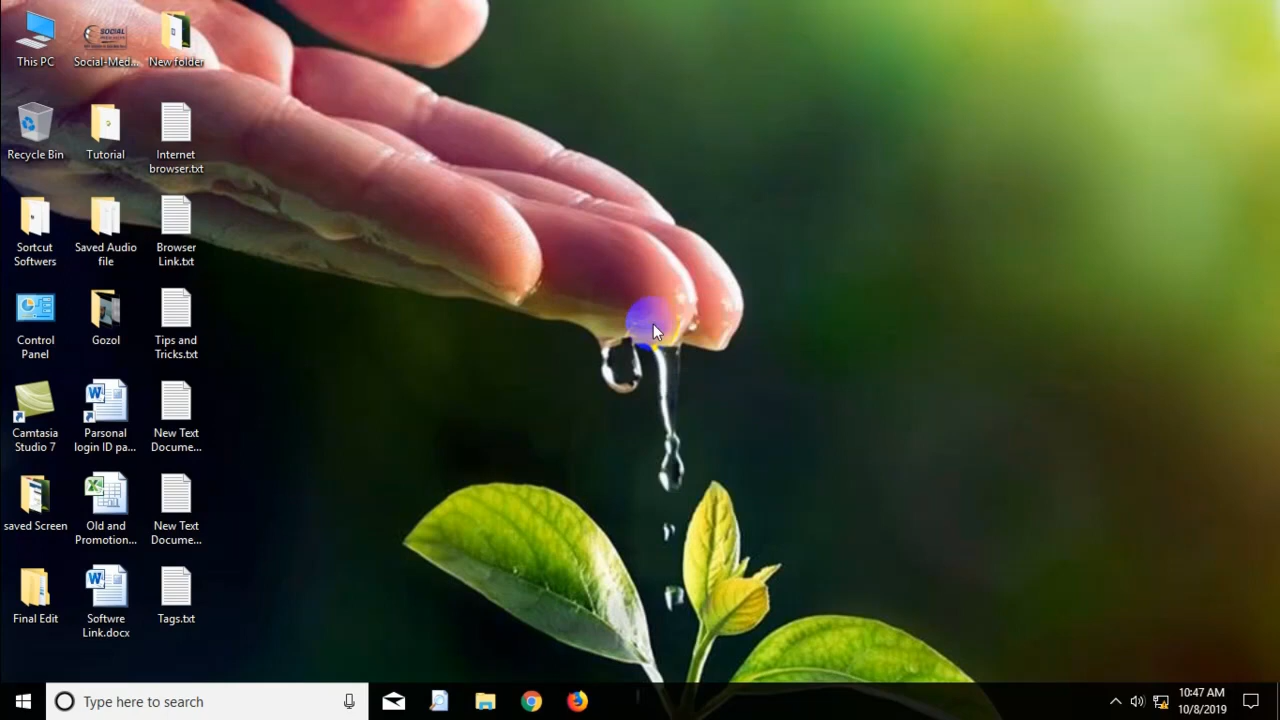 This PC
SOCIAL
Social-Med...
New folder
Recycle Bin
Tutorial
Internet
browser.txt
Sortcut
Softwers
Saved Audio
file
Browser
Link.txt
Control
Panel
Gozol
Tips and
Tricks.txt
Camtasia
Studio 7
Parsonal
login ID pa...
New Text
Docume...
saved Screen
Old and
Promotion...
New Text
Docume...
Final Edit
Softwre
Link.docx
Tags.txt
Type here to search
10:47 AM
10/8/2019